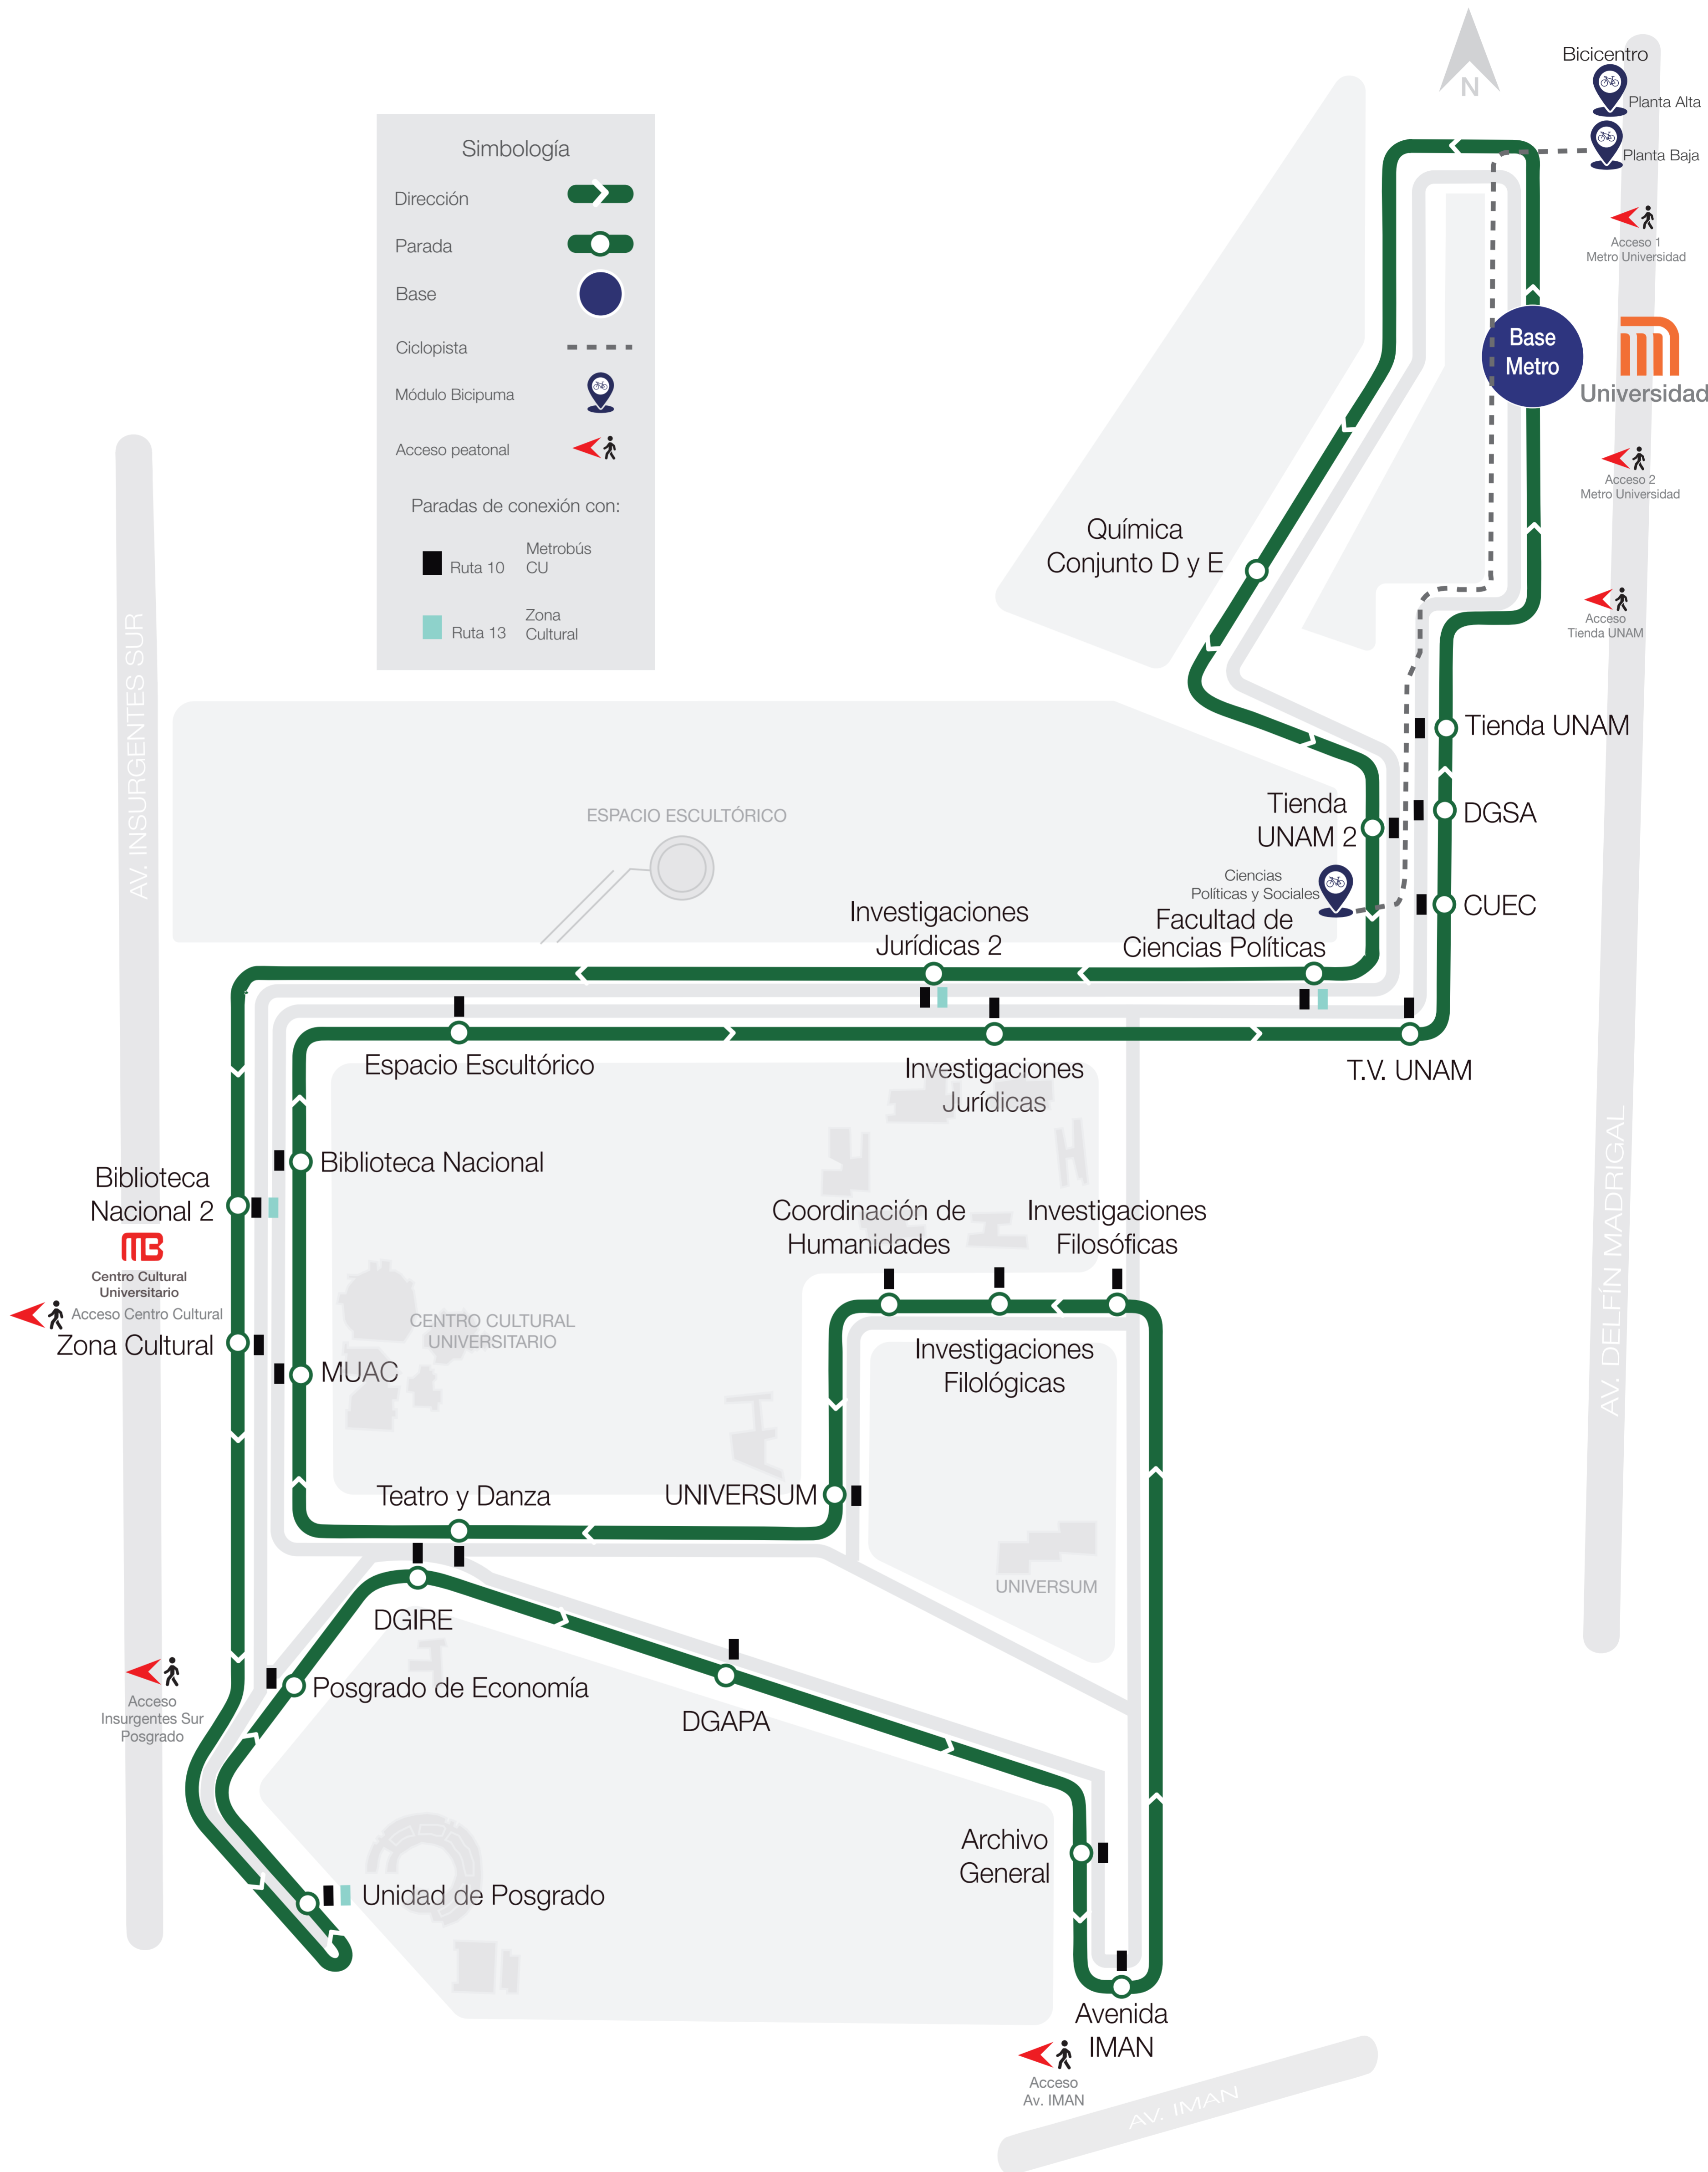 N
Bicicentro
Planta Alta
Planta Baja
Acceso 1
Metro Universidad
Base
Metro
Universidad
Acceso 2
Metro Universidad
Acceso
Tienda UNAM
Simbología
Dirección
Parada
Base
Ciclopista
Módulo Bicipuma
Acceso peatonal
Paradas de conexión con:
Ruta 10
Metrobús
CU
Ruta 13
Zona
Cultural
AV. INSURGENTES SUR
Química
Conjunto D y E
Tienda UNAM
Tienda
UNAM 2
DGSA
ESPACIO ESCULTÓRICO
Ciencias
Políticas y Sociales
CUEC
Facultad de
Ciencias Políticas
Investigaciones
Jurídicas 2
Espacio Escultórico
Investigaciones
Jurídicas
T.V. UNAM
AV. DELFÍN MADRIGAL
Biblioteca Nacional
Biblioteca
Nacional 2
MB
Centro Cultural
Universitario
Acceso Centro Cultural
Zona Cultural
Coordinación de
Humanidades
Investigaciones
Filosóficas
CENTRO CULTURAL
UNIVERSITARIO
Investigaciones
Filológicas
MUAC
Teatro y Danza
UNIVERSUM
UNIVERSUM
DGIRE
Posgrado de Economía
Acceso
Insurgentes Sur
Posgrado
DGAPA
Archivo
General
Unidad de Posgrado
Avenida
IMAN
Acceso
Av. IMAN
AV. IMAN